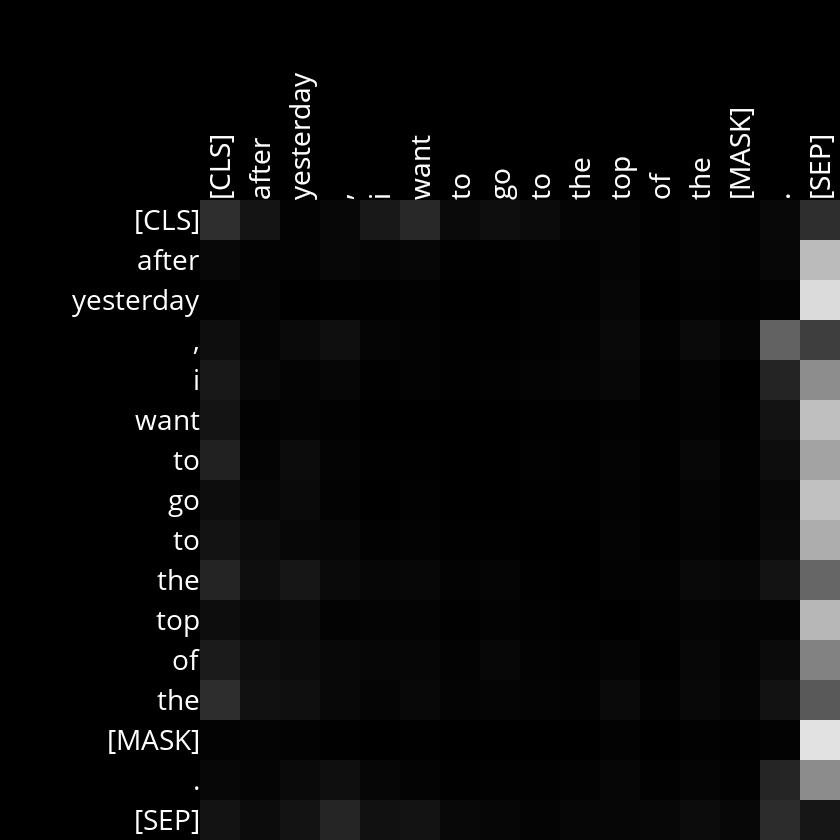 [CLS] after yesterday , i want to go to the top of the [MASK] . [SEP]
[CLS]
after
yesterday
,
i
want
to
go
to
the
top
of
the
[MASK]
.
[SEP]